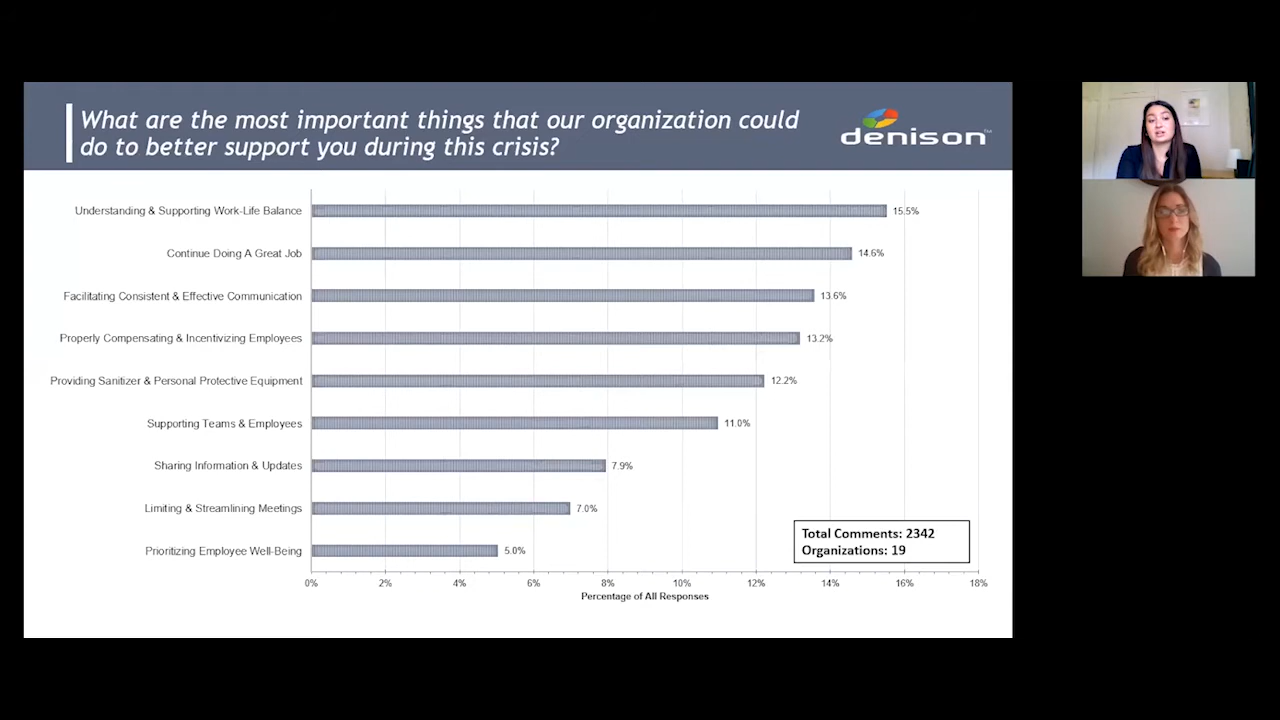 What are the most important things that our organization could
do to better support you during this crisis?
denison™
Understanding & Supporting Work-Life Balance
15.5%
Continue Doing A Great Job
14.6%
Facilitating Consistent & Effective Communication
13.6%
Properly Compensating & Incentivizing Employees
13.2%
Providing Sanitizer & Personal Protective Equipment
12.2%
Supporting Teams & Employees
11.0%
Sharing Information & Updates
7.9%
Limiting & Streamlining Meetings
7.0%
Prioritizing Employee Well-Being
5.0%
Total Comments: 2342
Organizations: 19
0% 2% 4% 6% 8% 10% 12% 14% 16% 18%
Percentage of All Responses